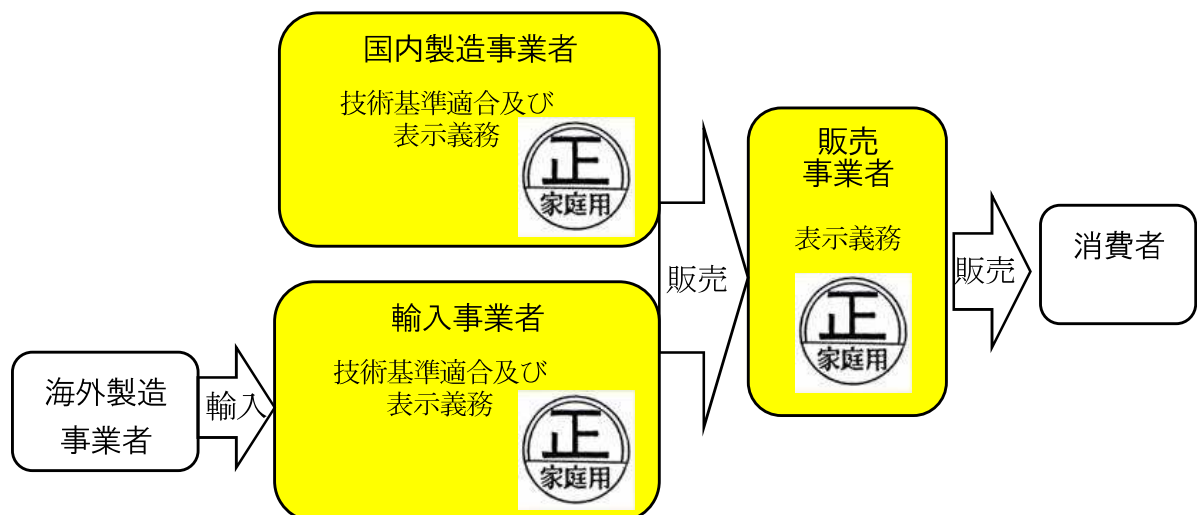 国内製造事業者
技術基準適合及び
表示義務
正
家庭用
輸入事業者
技術基準適合及び
表示義務
正
家庭用
海外製造
事業者
輸入
販売
販売
事業者
表示義務
正
家庭用
販売
消費者